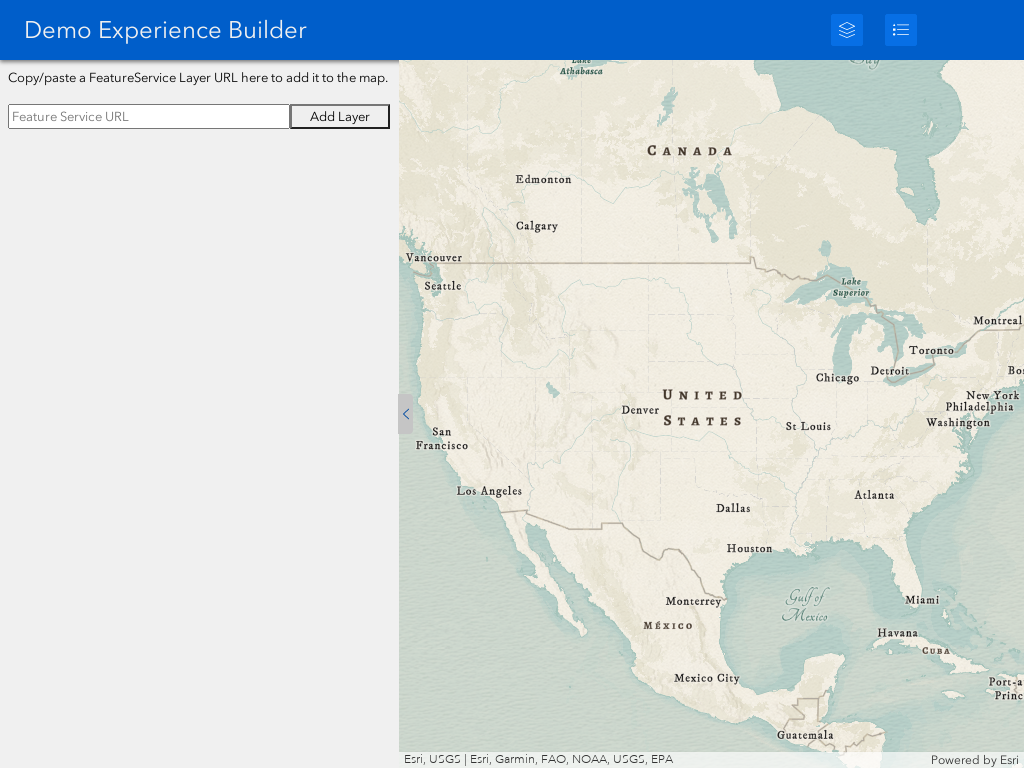 Demo Experience Builder
Copy/paste a FeatureService Layer URL here to add it to the map.
Feature Service URL
Add Layer
Lake
Athabasca
Bay
CANADA
Edmonton
Calgary
Vancouver
Seattle
Lake
Superior
Montreal
Toronto
Detroit
Chicago
Bos
New York
Philadelphia
Washington
UNITED
STATES
Denver
St Louis
San
Francisco
Los Angeles
Atlanta
Dallas
Houston
Gulf of
Mexico
Miami
Monterrey
MÉXICO
Havana
CUBA
Mexico City
Port-a
Princ
Guatemala
Esri, USGS | Esri, Garmin, FAO, NOAA, USGS, EPA
Powered by Esri